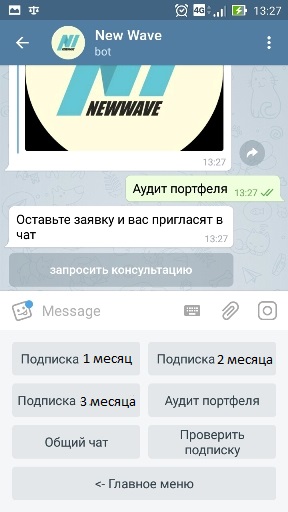 4G
13:27
New Wave
bot
NI
NEWWAVE
13:27
Аудит портфеля 13:27
Оставьте заявку и вас пригласят в
чат
13:27
запросить консультацию
Message
Подписка 1 месяц
Подписка 2 месяца
Подписка 3 месяца
Аудит портфеля
Общий чат
Проверить
подписку
<- Главное меню